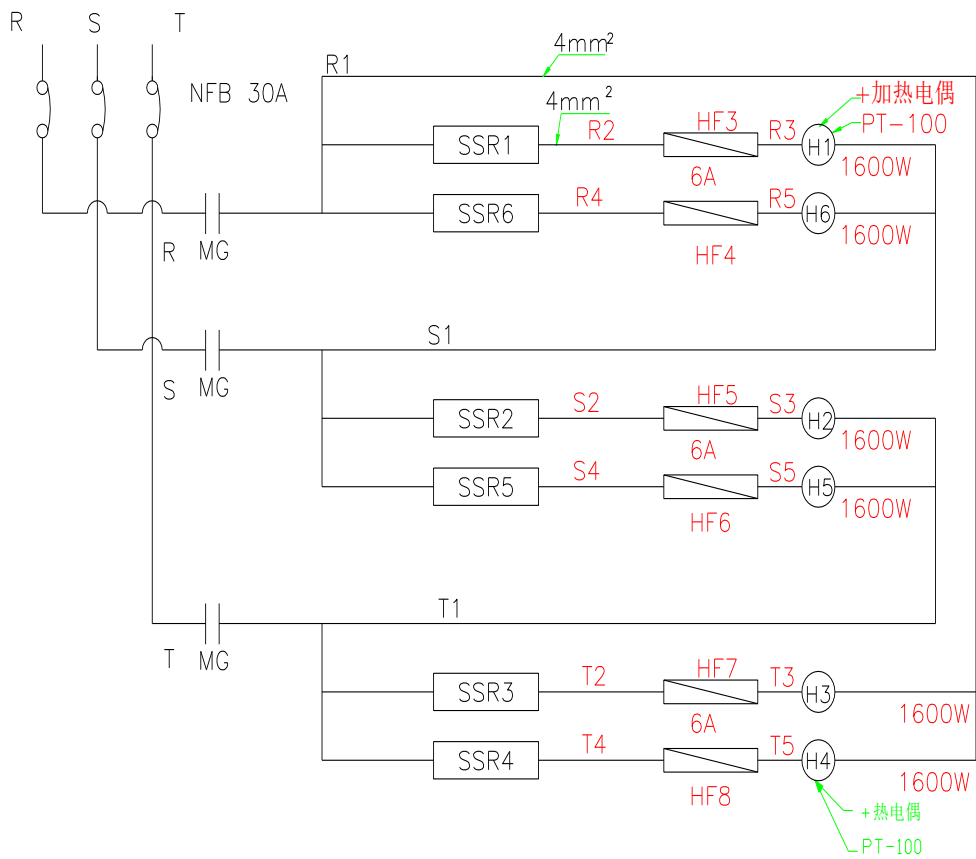 R S T
4mm²
R1
NFB 30A
4mm²
+加热电偶
PT-100
SSR1 R2 HF3 R3 H1
6A
1600W
SSR6 R4 R5 H6
1600W
R MG
HF4
S1
S MG
SSR2 S2 HF5 S3 H2
6A
1600W
SSR5 S4 S5 H5
1600W
HF6
T1
T MG
SSR3 T2 HF7 T3 H3
6A
1600W
SSR4 T4 T5 H4
1600W
HF8
+热电偶
PT-100